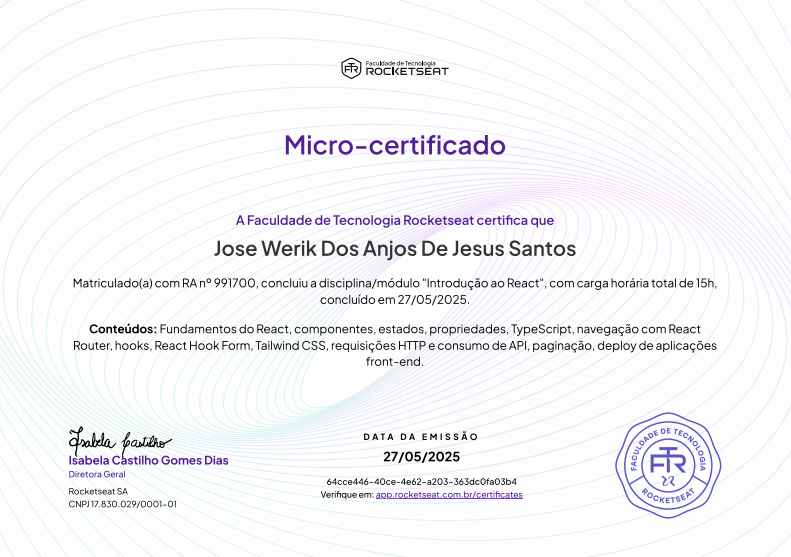 Faculdade de Tecnologia
ROCKETSEAT
Micro-certificado
A Faculdade de Tecnologia Rocketseat certifica que
Jose Werik Dos Anjos De Jesus Santos
Matriculado(a) com RA nº 991700, concluiu a disciplina/módulo "Introdução ao React", com carga horária total de 15h,
concluído em 27/05/2025.
Conteúdos: Fundamentos do React, componentes, estados, propriedades, TypeScript, navegação com React
Router, hooks, React Hook Form, Tailwind CSS, requisições HTTP e consumo de API, paginação, deploy de aplicações
front-end.
Isabela Castilho
Isabela Castilho Gomes Dias
Diretora Geral
Rocketseat SA
CNPJ 17.830.029/0001-01
DATA DA EMISSÃO
27/05/2025
64cce446-40ce-4e62-a203-363dc0fa03b4
Verifique em: app.rocketseat.com.br/certificates
FACULDADE DE TECNOLOGIA
FTR
ROCKETSEAT